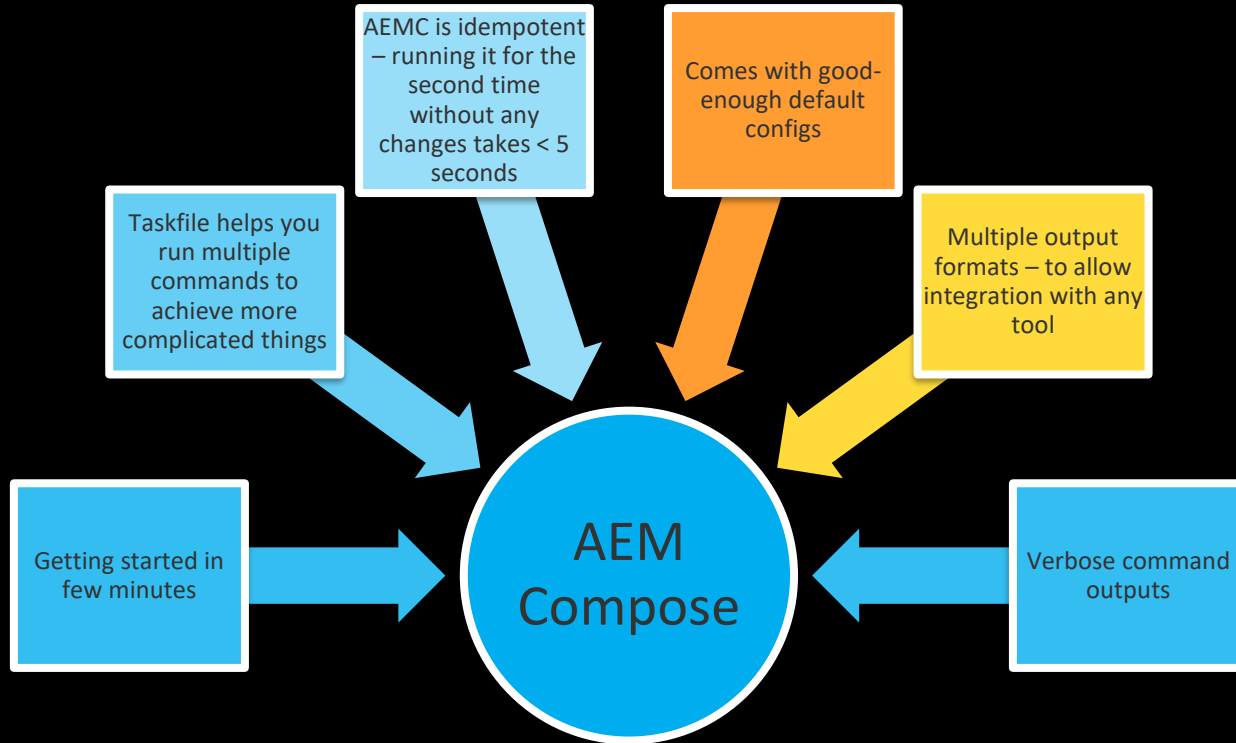 Getting started in
few minutes
Taskfile helps you
run multiple
commands to
achieve more
complicated things
AEMC is idempotent
– running it for the
second time
without any
changes takes < 5
seconds
Comes with good-
enough default
configs
Multiple output
formats – to allow
integration with any
tool
Verbose command
outputs
AEM
Compose